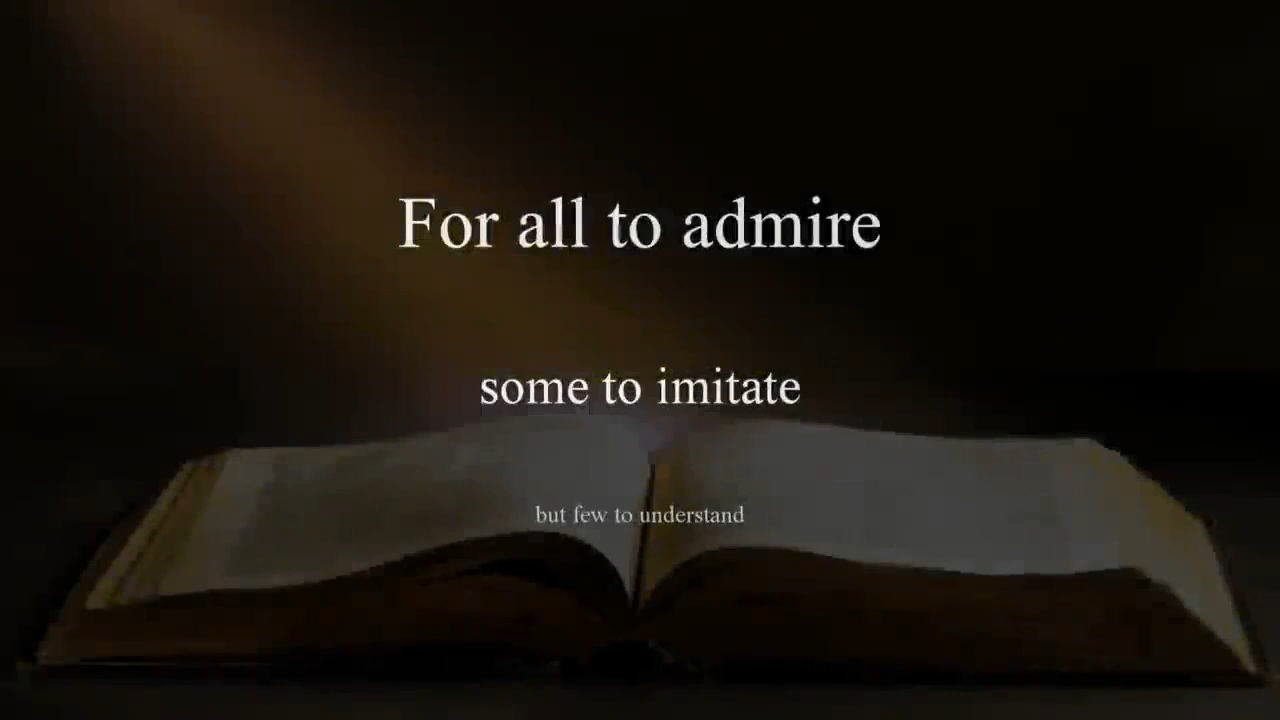 For all to admire
some to imitate
but few to understand